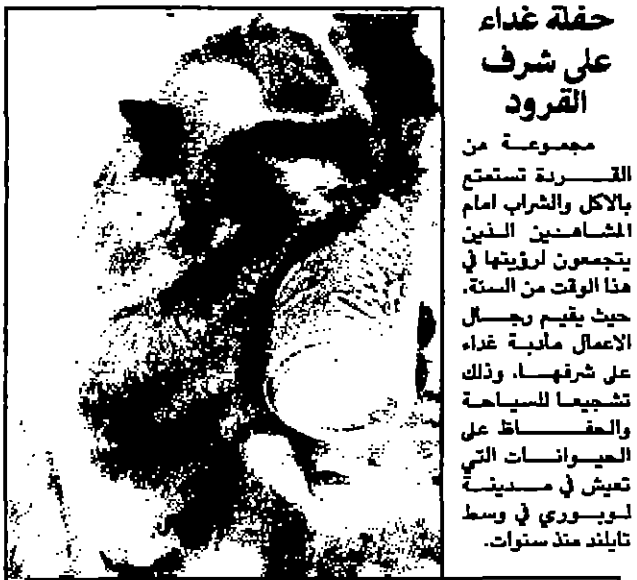 حفلة غداء
على شرف
القرود
مجموعة من
القردة تستمتع
بالاكل والشراب امام
المشاهدين الذين
يتجمعون لرؤيتها في
هذا الوقت من السنة،
حيث يقيم رجال
الاعمال مأدبة غداء
على شرفها، وذلك
تشجيعا للسياحة
والحفاظ على
الحيوانات التي
تعيش في مدينة
لوبوري في وسط
تايلند منذ سنوات.